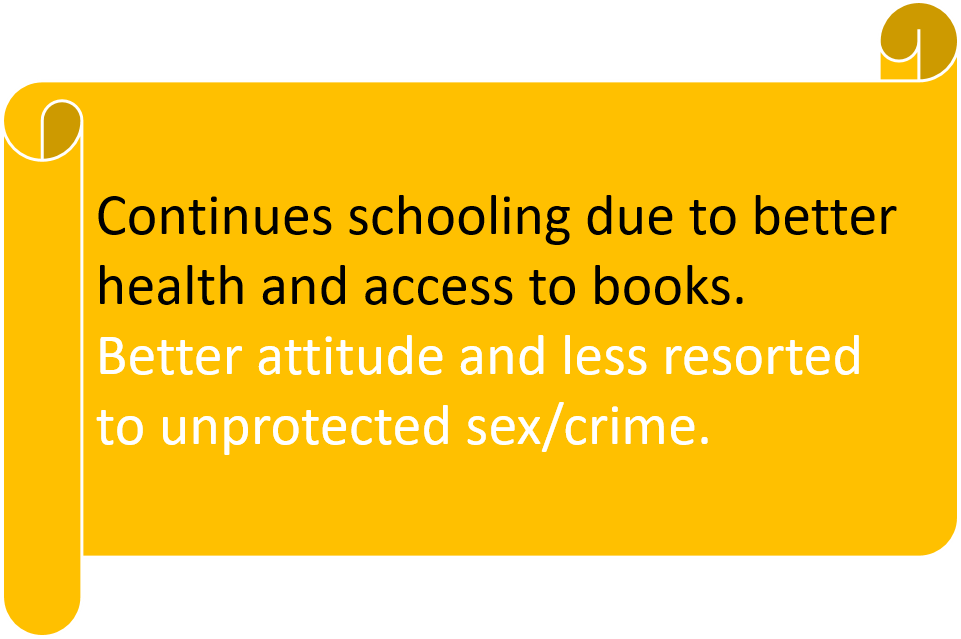 Continues schooling due to better
health and access to books.
Better attitude and less resorted
to unprotected sex/crime.